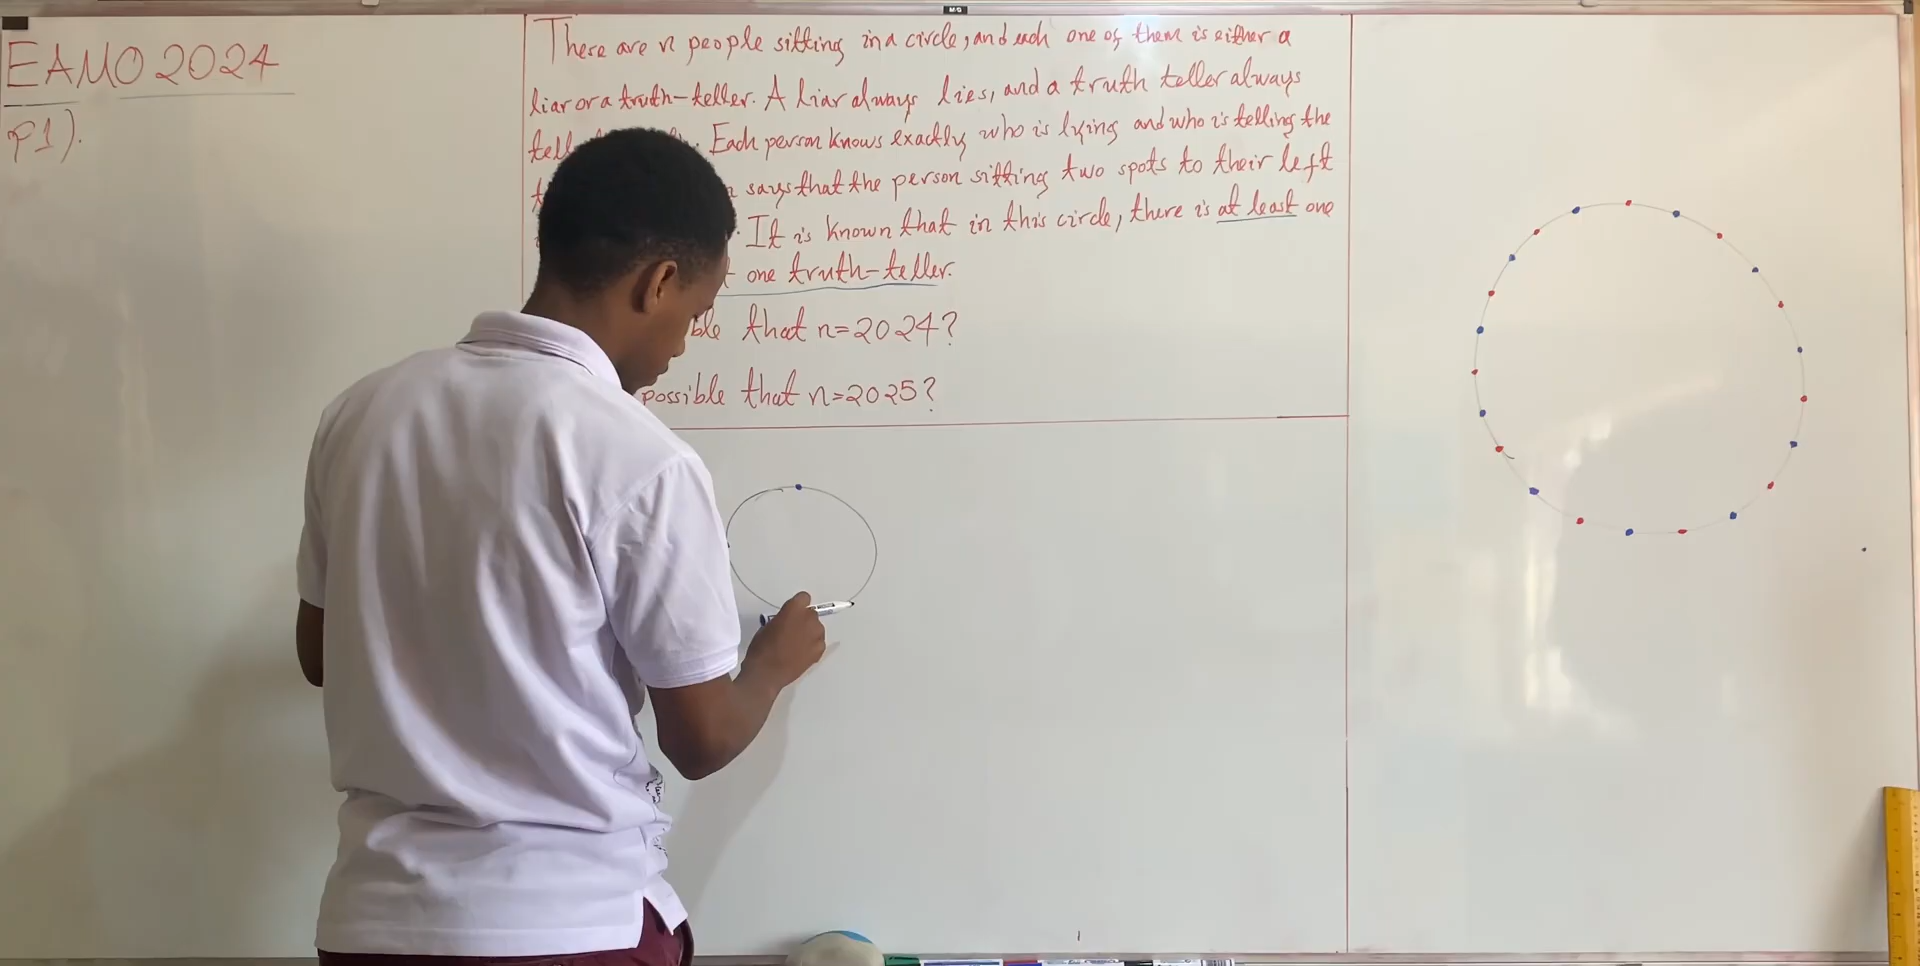 EAMO 2024
P1).
There are n people sitting in a circle, and each one of them is either a
liar or a truth-teller. A liar always lies, and a truth teller always
tell Each person knows exactly who is lying and who is telling the
says that the person sitting two spots to their left
It is known that in this circle, there is at least one
one truth-teller.
that n=2024?
possible that n=2025?